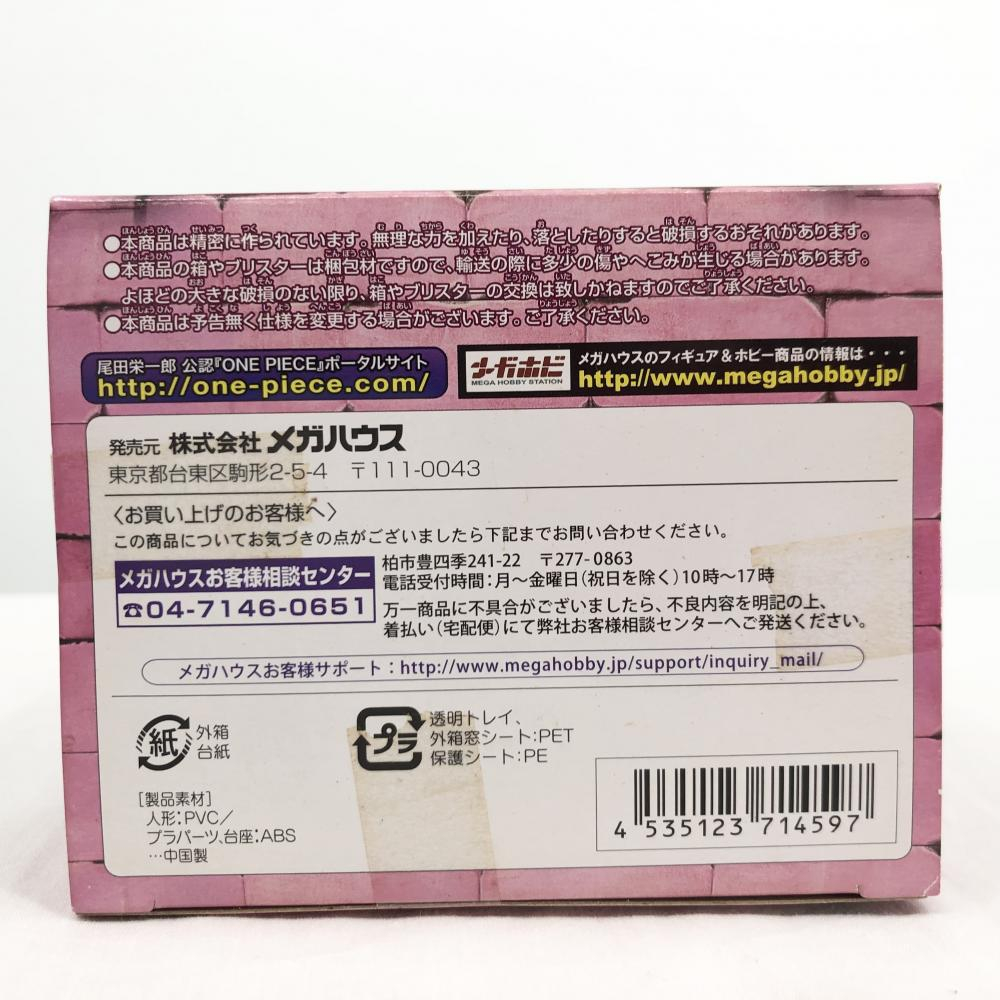 ●本商品は精密に作られています。無理な力を加えたり、落としたりすると破損するおそれがあります。
●本商品の箱やブリスターは梱包材ですので、輸送の際に多少の傷やへこみが生じる場合があります。
よほどの大きな破損のない限り、箱やブリスターの交換は致しかねますのでご了承ください。
●本商品は予告無く仕様を変更する場合がございます。ご了承ください。
尾田栄一郎 公認『ONE PIECE』ポータルサイト
http://one-piece.com/
メガホビ
MEGA HOBBY STATION
メガハウスのフィギュア&ホビー商品の情報は・・・
http://www.megahobby.jp/
発売元 株式会社 メガハウス
東京都台東区駒形2-5-4 〒111-0043
〈お買い上げのお客様へ〉
この商品についてお気づきの点がございましたら下記までお問い合わせください。
メガハウスお客様相談センター
☎04-7146-0651
柏市豊四季241-22 〒277-0863
電話受付時間:月〜金曜日(祝日を除く)10時〜17時
万一商品に不具合がございましたら、不良内容を明記の上、
着払い(宅配便)にて弊社お客様相談センターへご発送ください。
メガハウスお客様サポート:http://www.megahobby.jp/support/inquiry_mail/
紙
外箱
台紙
プラ
透明トレイ、
外箱窓シート:PET
保護シート:PE
[製品素材]
人形:PVC/
プラパーツ、台座:ABS
…中国製
4 535123 714597